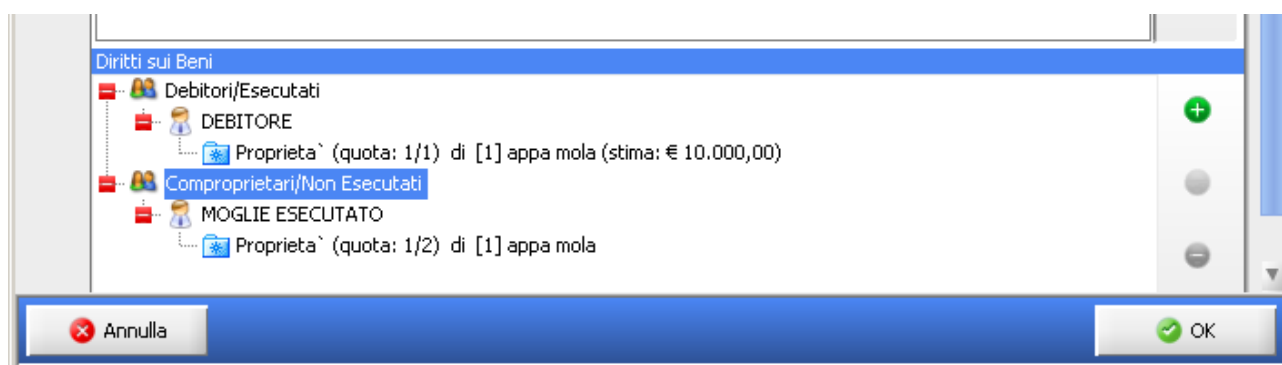 Diritti sui Beni
Debitori/Esecutati
DEBITORE
Proprieta` (quota: 1/1) di [1] appa mola (stima: € 10.000,00)
Comproprietari/Non Esecutati
MOGLIE ESECUTATO
Proprieta` (quota: 1/2) di [1] appa mola
Annulla
OK